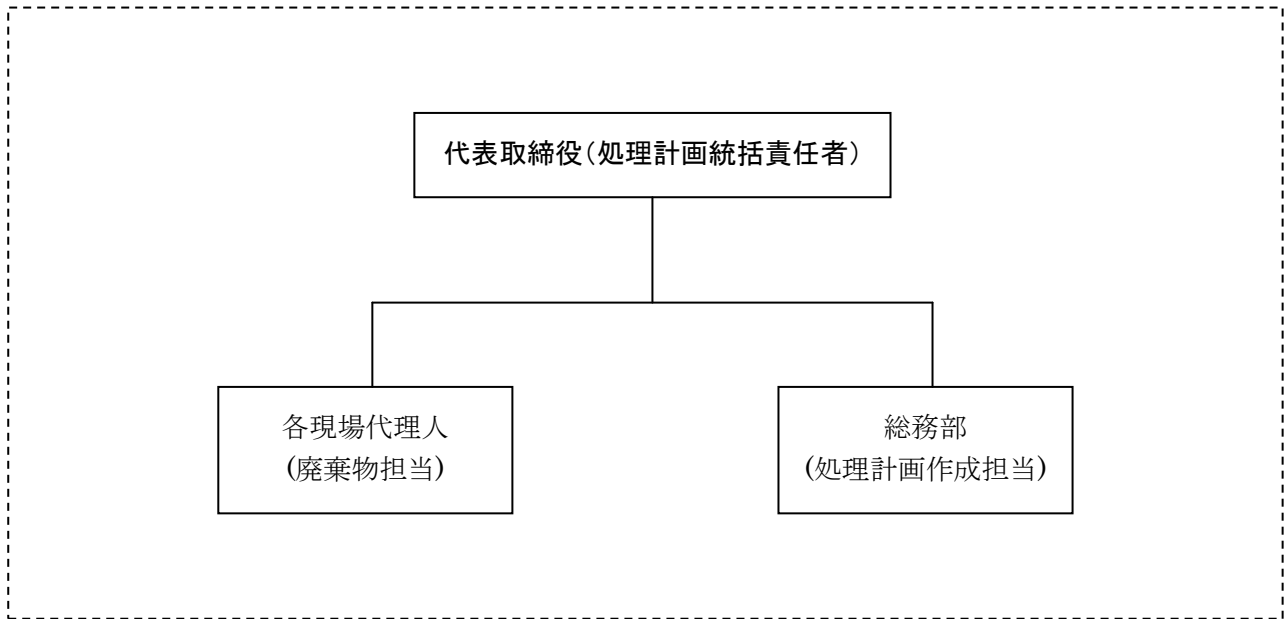 代表取締役（処理計画統括責任者）
各現場代理人
(廃棄物担当)
総務部
(処理計画作成担当)